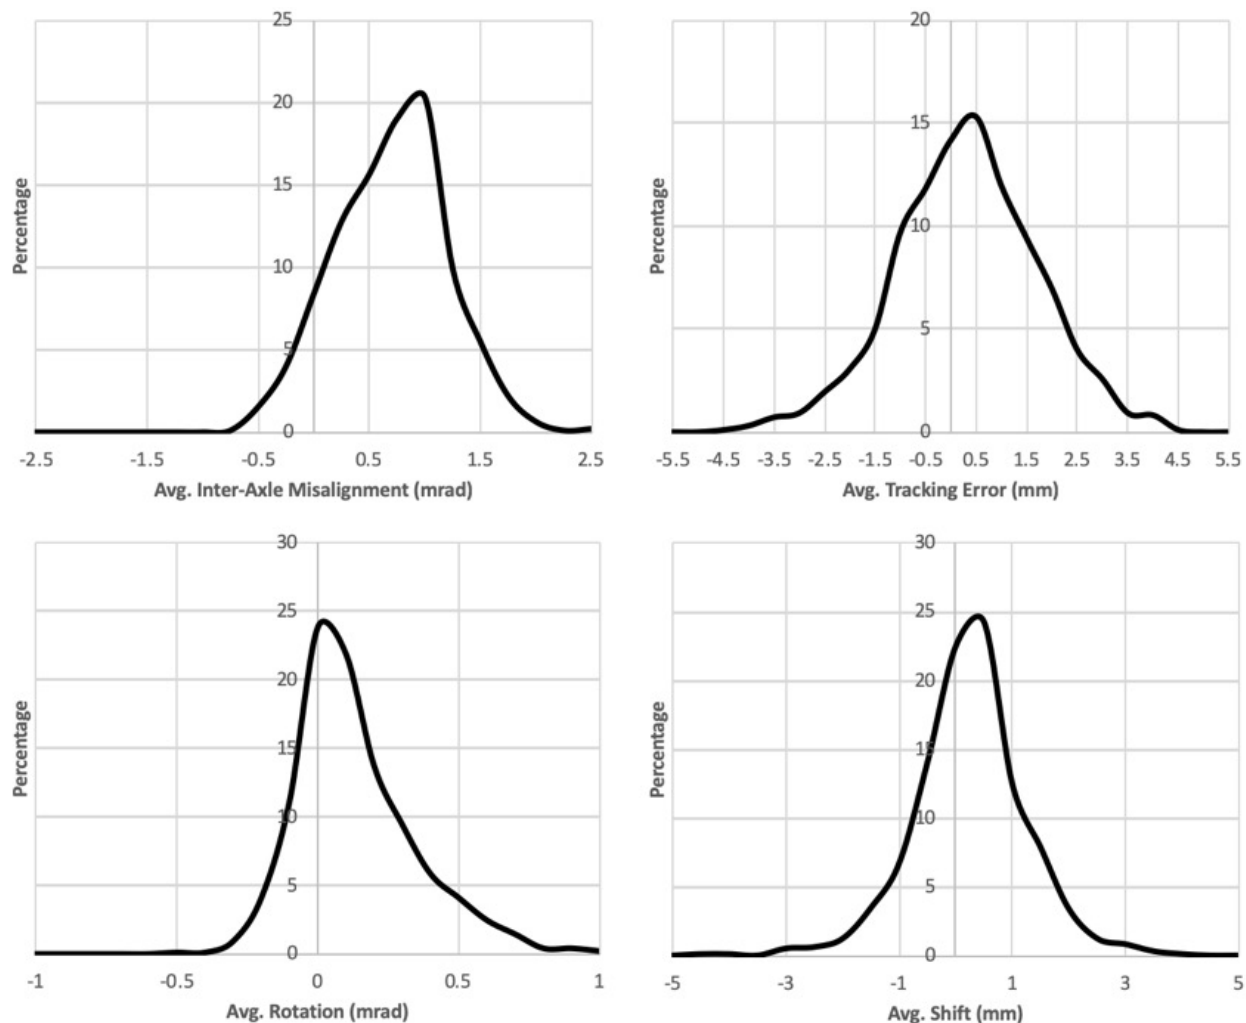 25
20
15
10
5
0
Percentage
-2.5 -1.5 -0.5 0.5 1.5 2.5
Avg. Inter-Axle Misalignment (mrad)
20
15
10
5
0
Percentage
-5.5 -4.5 -3.5 -2.5 -1.5 -0.5 0.5 1.5 2.5 3.5 4.5 5.5
Avg. Tracking Error (mm)
30
25
20
15
10
5
0
Percentage
-1 -0.5 0 0.5 1
Avg. Rotation (mrad)
30
25
20
15
10
5
0
Percentage
-5 -3 -1 1 3 5
Avg. Shift (mm)